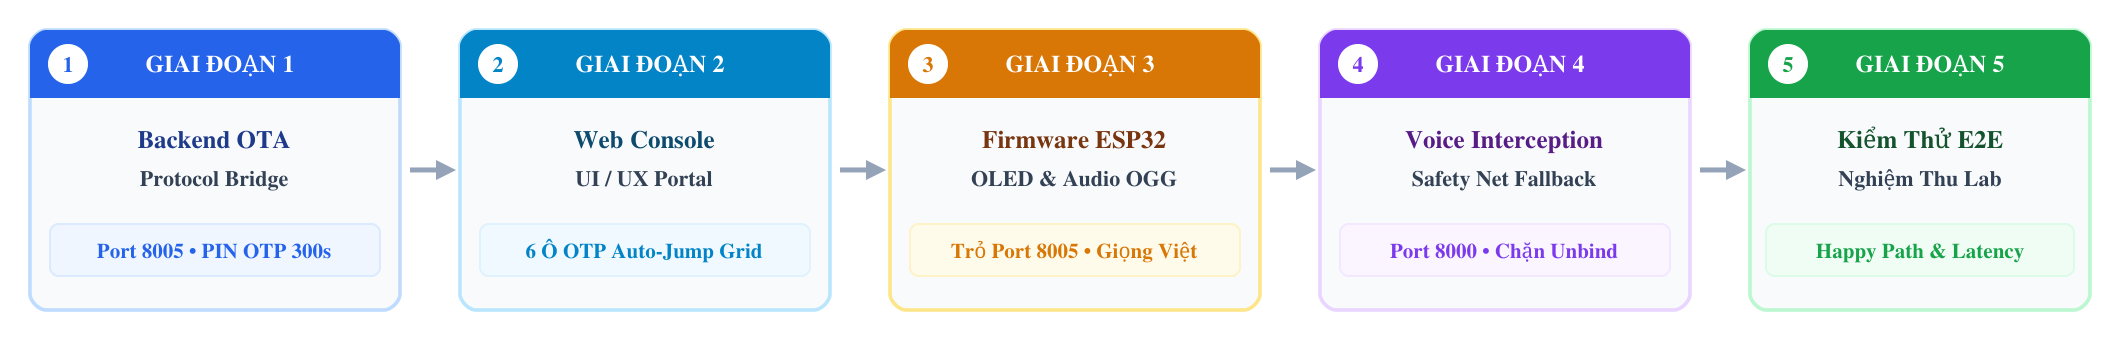 1
GIAI ĐOẠN 1
Backend OTA
Protocol Bridge
Port 8005 • PIN OTP 300s
2
GIAI ĐOẠN 2
Web Console
UI / UX Portal
6 Ô OTP Auto-Jump Grid
3
GIAI ĐOẠN 3
Firmware ESP32
OLED & Audio OGG
Trỏ Port 8005 • Giọng Việt
4
GIAI ĐOẠN 4
Voice Interception
Safety Net Fallback
Port 8000 • Chặn Unbind
5
GIAI ĐOẠN 5
Kiểm Thử E2E
Nghiệm Thu Lab
Happy Path & Latency